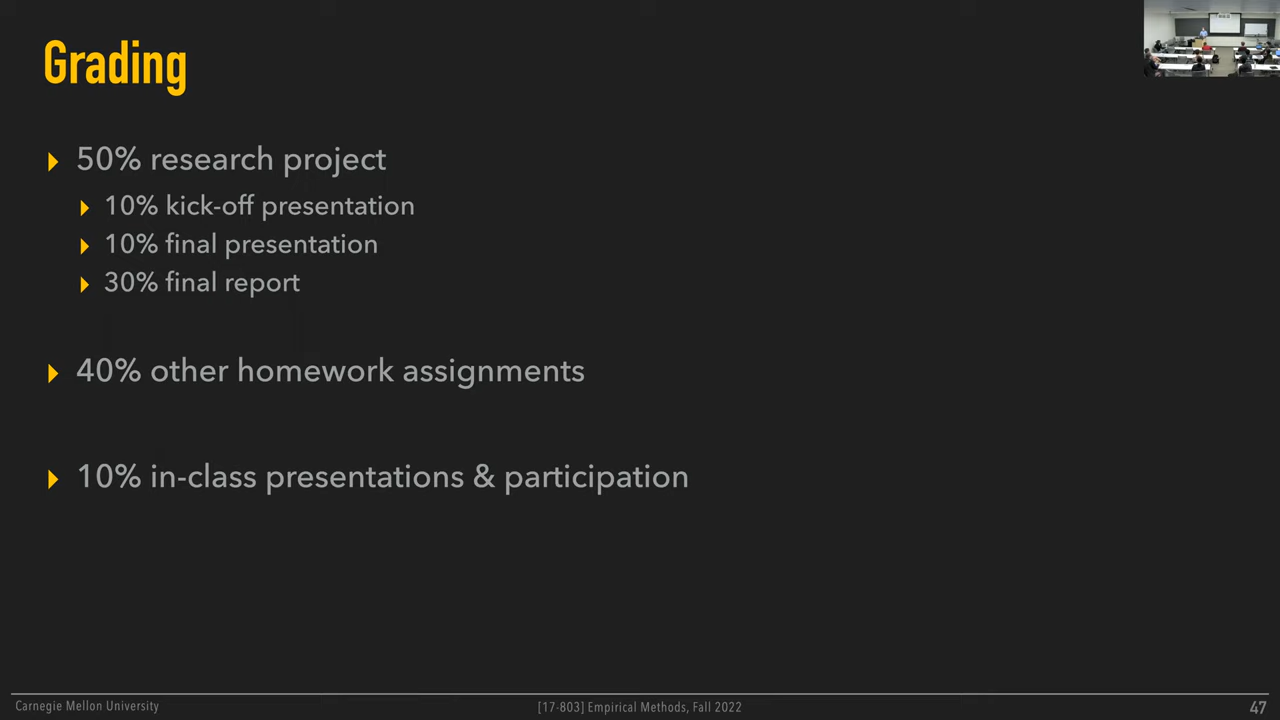 Grading
50% research project
10% kick-off presentation
10% final presentation
30% final report
40% other homework assignments
10% in-class presentations & participation
Carnegie Mellon University
[17-803] Empirical Methods, Fall 2022
47